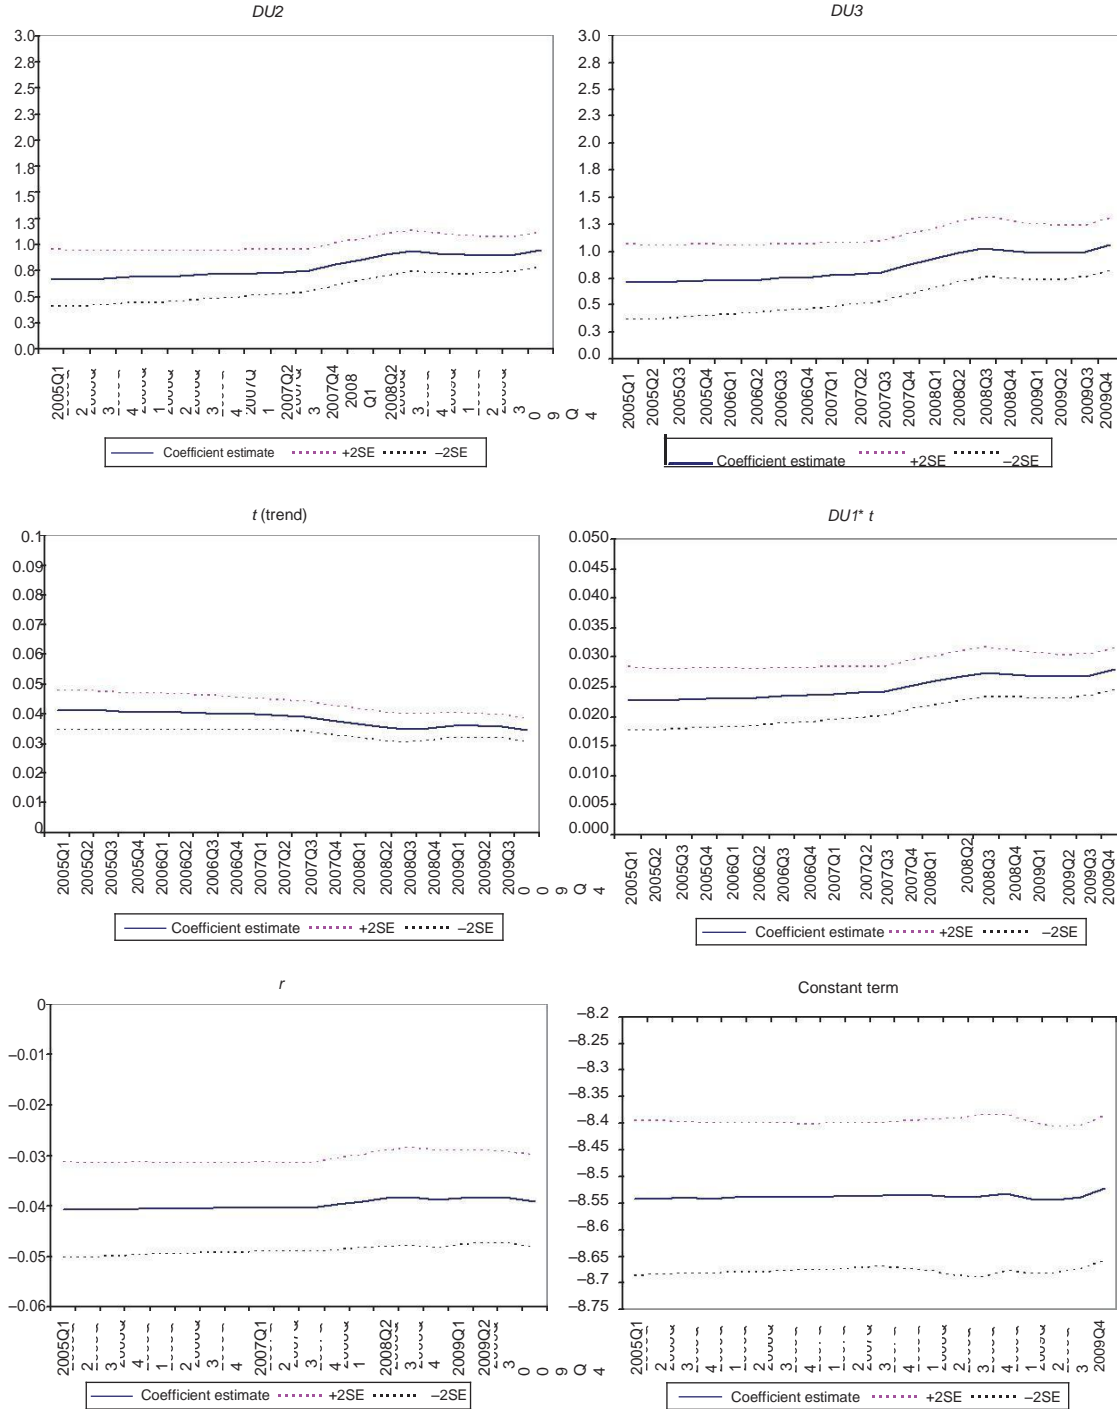 DU2
3.0
2.8
2.5
2.3
2.0
1.8
1.5
1.3
1.0
0.8
0.5
0.3
0.0
2005Q1
2007Q2
2007Q4
2008
Q1
2008Q2
Coefficient estimate +2SE –2SE
DU3
3.0
2.8
2.5
2.3
2.0
1.8
1.5
1.3
1.0
0.8
0.5
0.3
0.0
2005Q1
2005Q2
2005Q3
2005Q4
2006Q1
2006Q2
2006Q3
2006Q4
2007Q1
2007Q2
2007Q3
2007Q4
2008Q1
2008Q2
2008Q3
2008Q4
2009Q1
2009Q2
2009Q3
2009Q4
Coefficient estimate +2SE –2SE
t (trend)
0.1
0.09
0.08
0.07
0.06
0.05
0.04
0.03
0.02
0.01
0
2005Q1
2005Q2
2005Q3
2005Q4
2006Q1
2006Q2
2006Q3
2006Q4
2007Q1
2007Q2
2007Q3
2007Q4
2008Q1
2008Q2
2008Q3
2008Q4
2009Q1
2009Q2
2009Q3
0
0
9
Q
4
Coefficient estimate +2SE –2SE
DU1* t
0.050
0.045
0.040
0.035
0.030
0.025
0.020
0.015
0.010
0.005
0.000
2005Q1
2005Q2
2005Q3
2005Q4
2006Q1
2006Q2
2006Q3
2006Q4
2007Q1
2007Q2
2007Q3
2007Q4
2008Q1
2008Q2
2008Q3
2008Q4
2009Q1
2009Q2
2009Q3
2009Q4
Coefficient estimate +2SE –2SE
r
0
–0.01
–0.02
–0.03
–0.04
–0.05
–0.06
2005Q1
2007Q1
2008Q2
2009Q1
2009Q2
Coefficient estimate +2SE –2SE
Constant term
–8.2
–8.25
–8.3
–8.35
–8.4
–8.45
–8.5
–8.55
–8.6
–8.65
–8.7
–8.75
2005Q1
2009Q4
Coefficient estimate +2SE –2SE